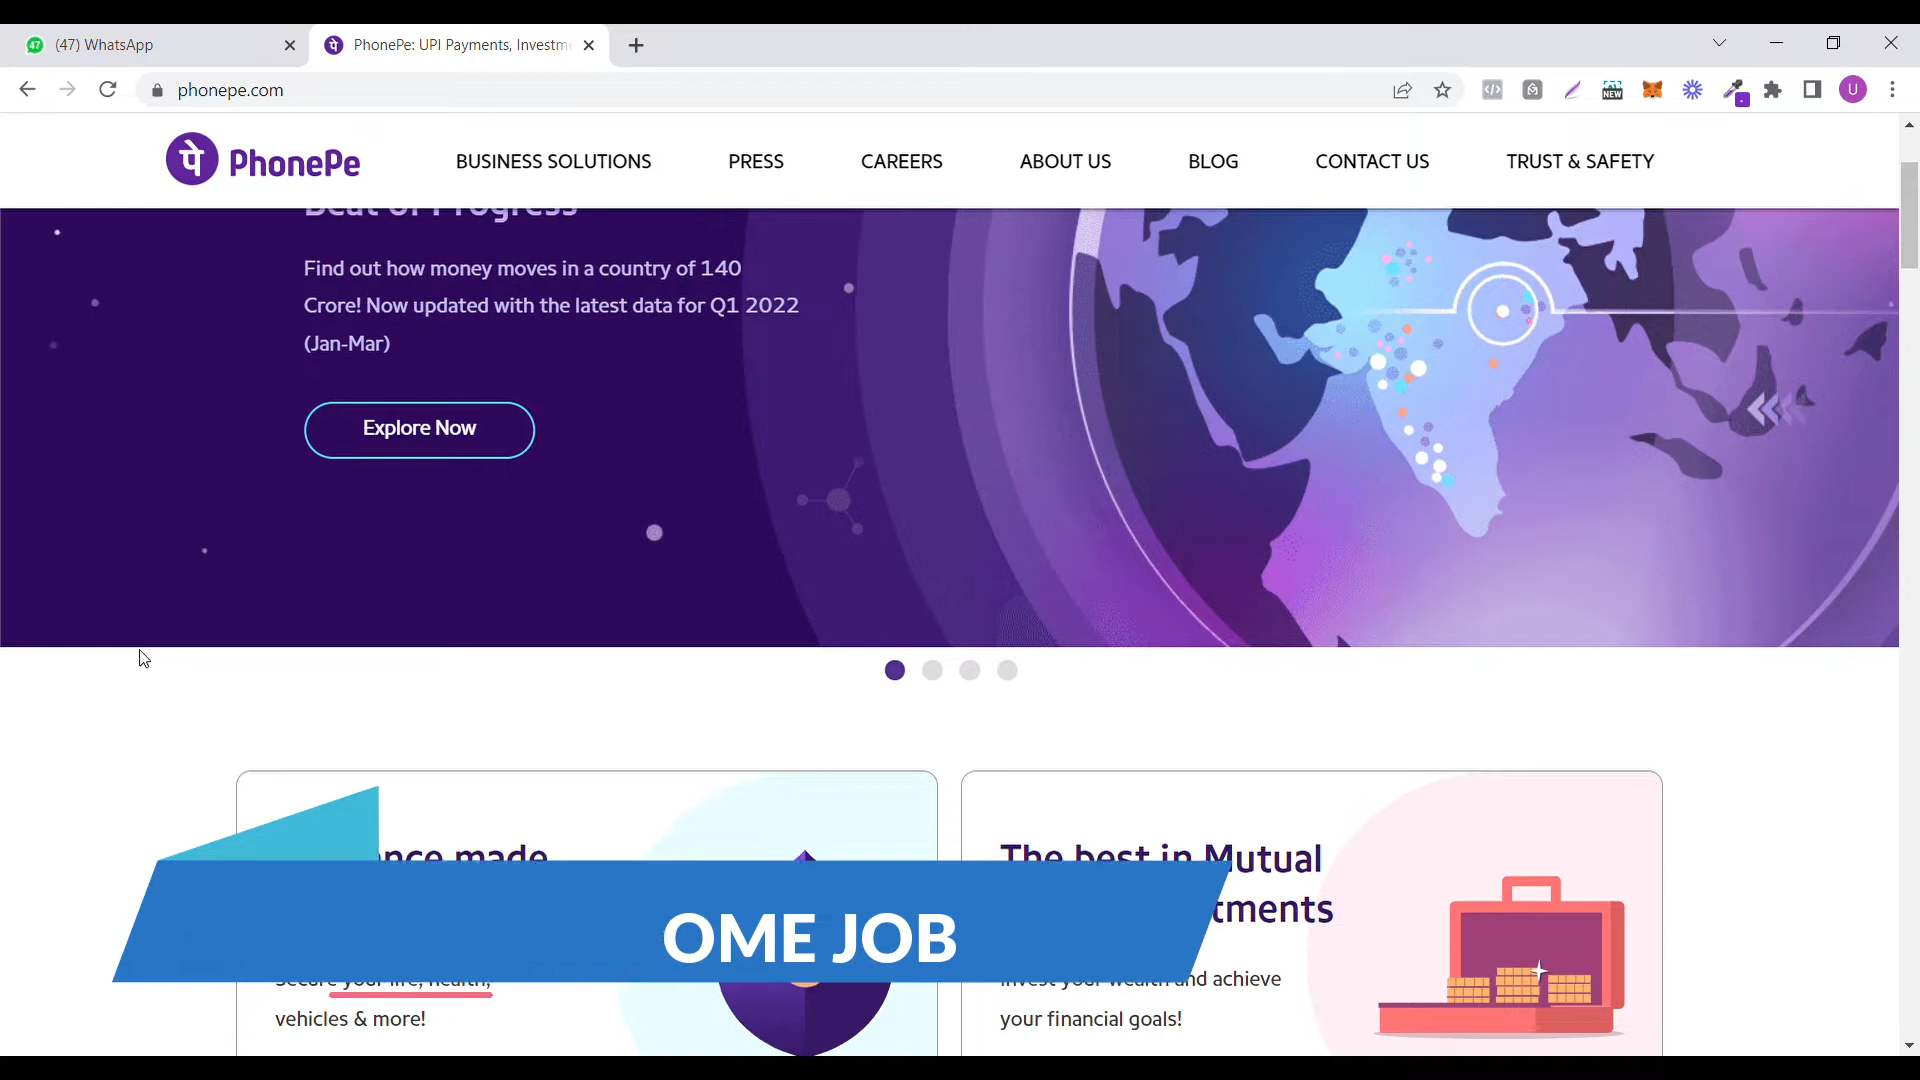 47 (47) WhatsApp
PhonePe: UPI Payments, Investm
phonepe.com
NEW
U
पे PhonePe
BUSINESS SOLUTIONS
PRESS
CAREERS
ABOUT US
BLOG
CONTACT US
TRUST & SAFETY
Beat of Progress
Find out how money moves in a country of 140
Crore! Now updated with the latest data for Q1 2022
(Jan-Mar)
Explore Now
made
The best in Mutual
tments
OME JOB
Secure your life, health,
vehicles & more!
Invest your wealth and achieve
your financial goals!